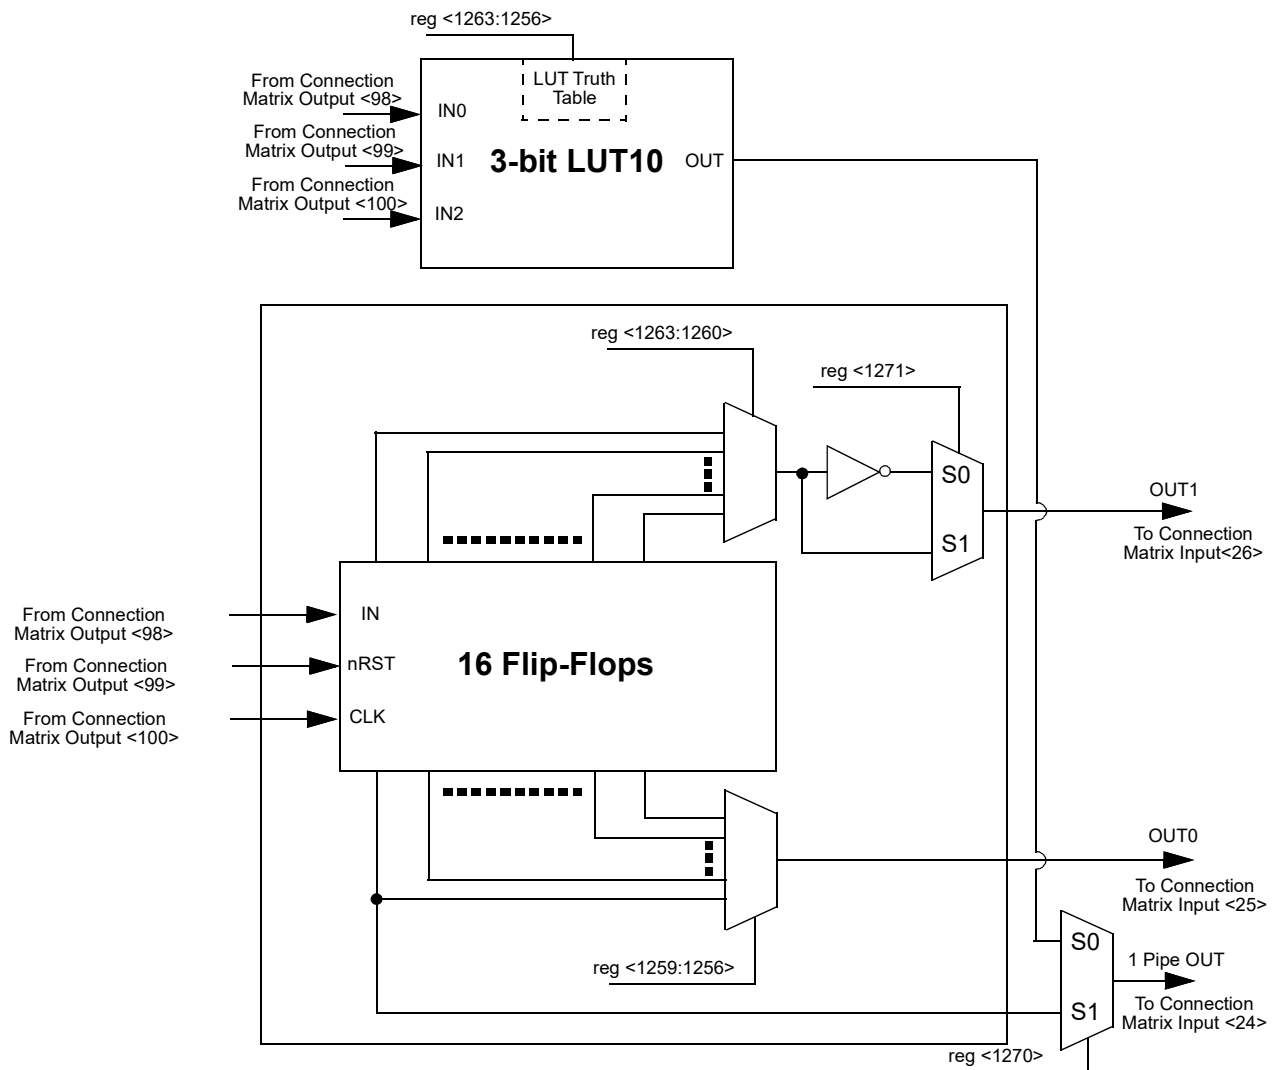 reg <1263:1256>
LUT Truth
Table
From Connection
Matrix Output <98>
IN0
From Connection
Matrix Output <99>
IN1
3-bit LUT10
OUT
From Connection
Matrix Output <100>
IN2
reg <1263:1260>
reg <1271>
S0
S1
OUT1
To Connection
Matrix Input<26>
From Connection
Matrix Output <98>
IN
From Connection
Matrix Output <99>
nRST
16 Flip-Flops
From Connection
Matrix Output <100>
CLK
OUT0
To Connection
Matrix Input <25>
reg <1259:1256>
S0
S1
1 Pipe OUT
To Connection
Matrix Input <24>
reg <1270>